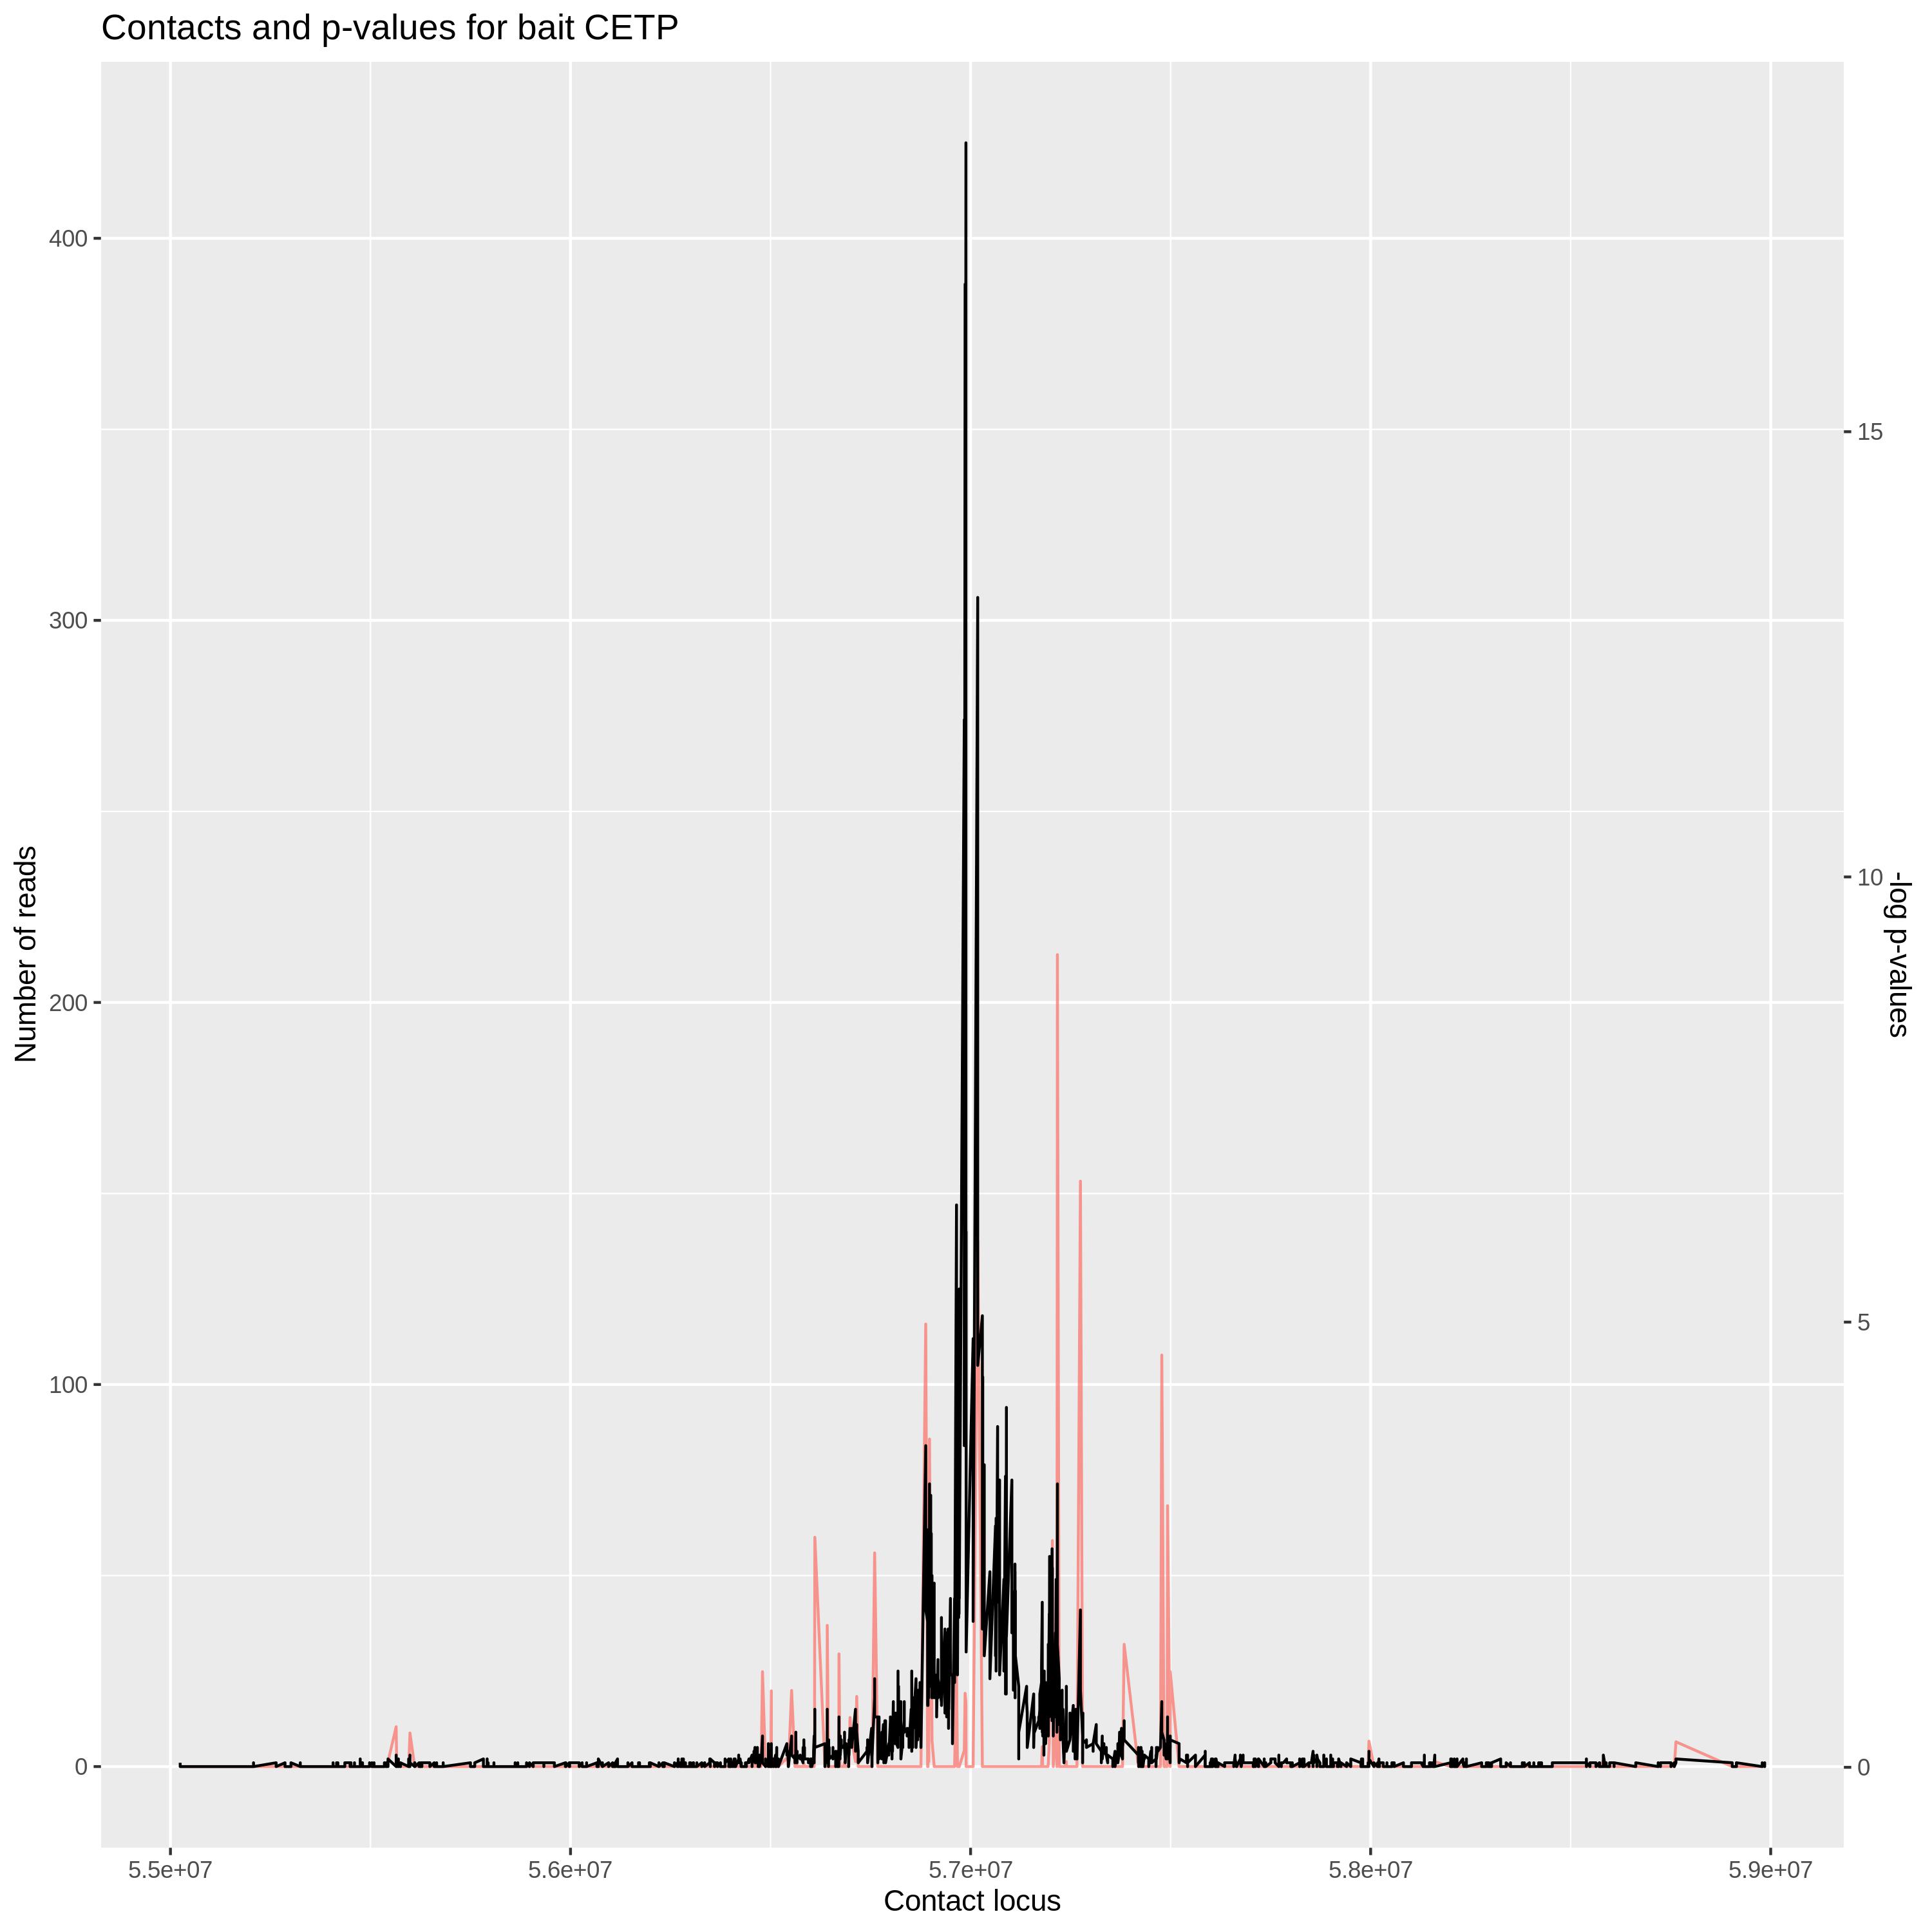 Contacts and p-values for bait CETP
400
300
200
100
0
Number of reads
15
10
5
0
-log p-values
5.5e+07
5.6e+07
5.7e+07
5.8e+07
5.9e+07
Contact locus